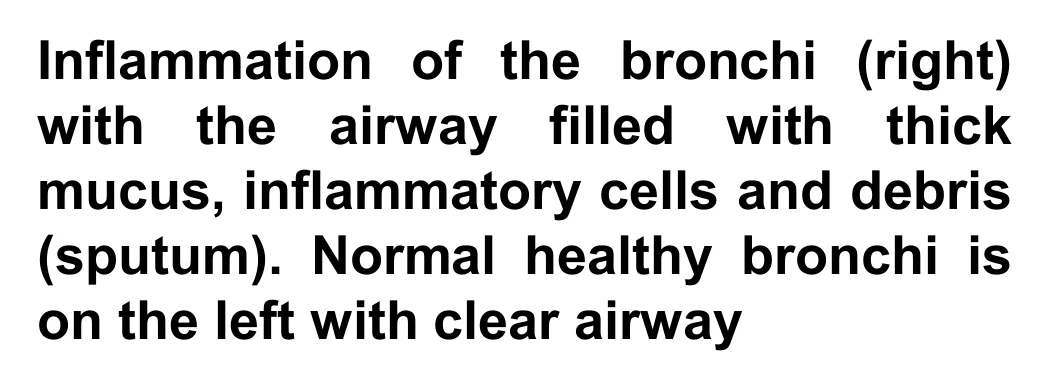 Inflammation of the bronchi (right)
with the airway filled with thick
mucus, inflammatory cells and debris
(sputum). Normal healthy bronchi is
on the left with clear airway